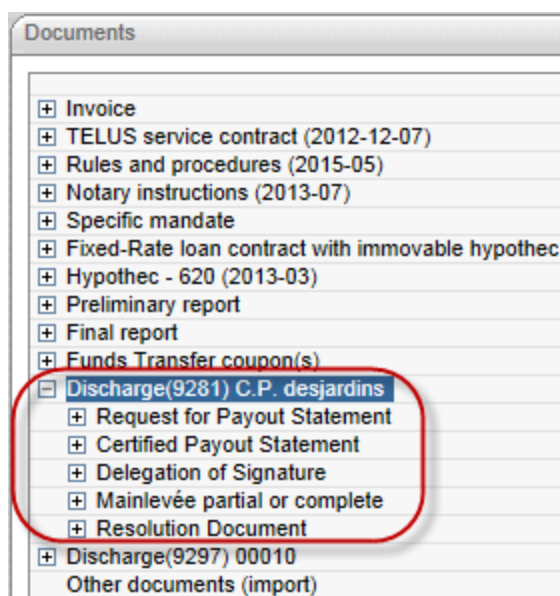 Documents
Invoice
TELUS service contract (2012-12-07)
Rules and procedures (2015-05)
Notary instructions (2013-07)
Specific mandate
Fixed-Rate loan contract with immovable hypothec
Hypothec - 620 (2013-03)
Preliminary report
Final report
Funds Transfer coupon(s)
Discharge(9281) C.P. desjardins
Request for Payout Statement
Certified Payout Statement
Delegation of Signature
Mainlevée partial or complete
Resolution Document
Discharge(9297) 00010
Other documents (import)